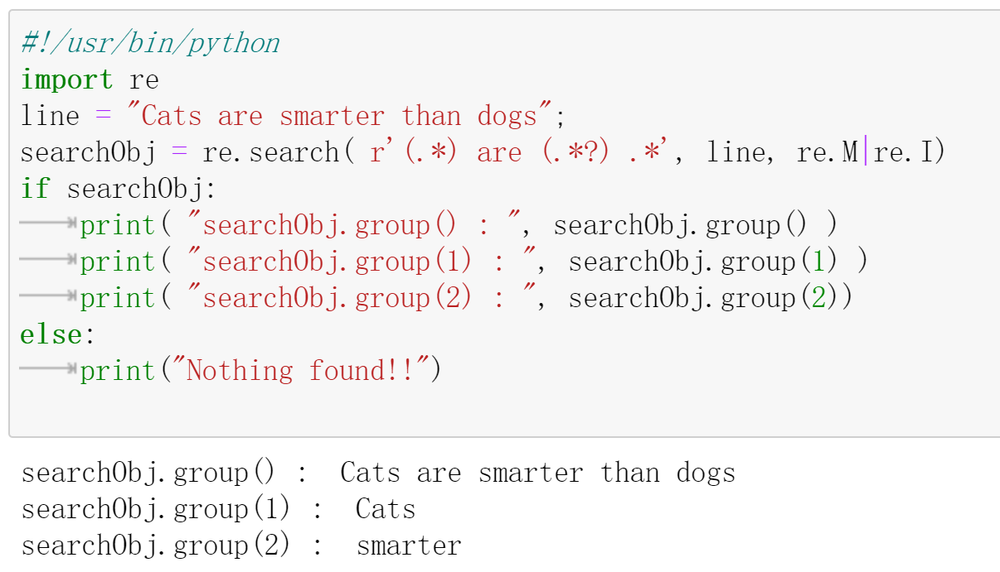 #!/usr/bin/python
import re
line = "Cats are smarter than dogs";
searchObj = re.search( r'(.*) are (.*?) .*', line, re.M|re.I)
if searchObj:
	print( "searchObj.group() : ", searchObj.group() )
	print( "searchObj.group(1) : ", searchObj.group(1) )
	print( "searchObj.group(2) : ", searchObj.group(2))
else:
	print("Nothing found!!")
searchObj.group() :  Cats are smarter than dogs
searchObj.group(1) :  Cats
searchObj.group(2) :  smarter